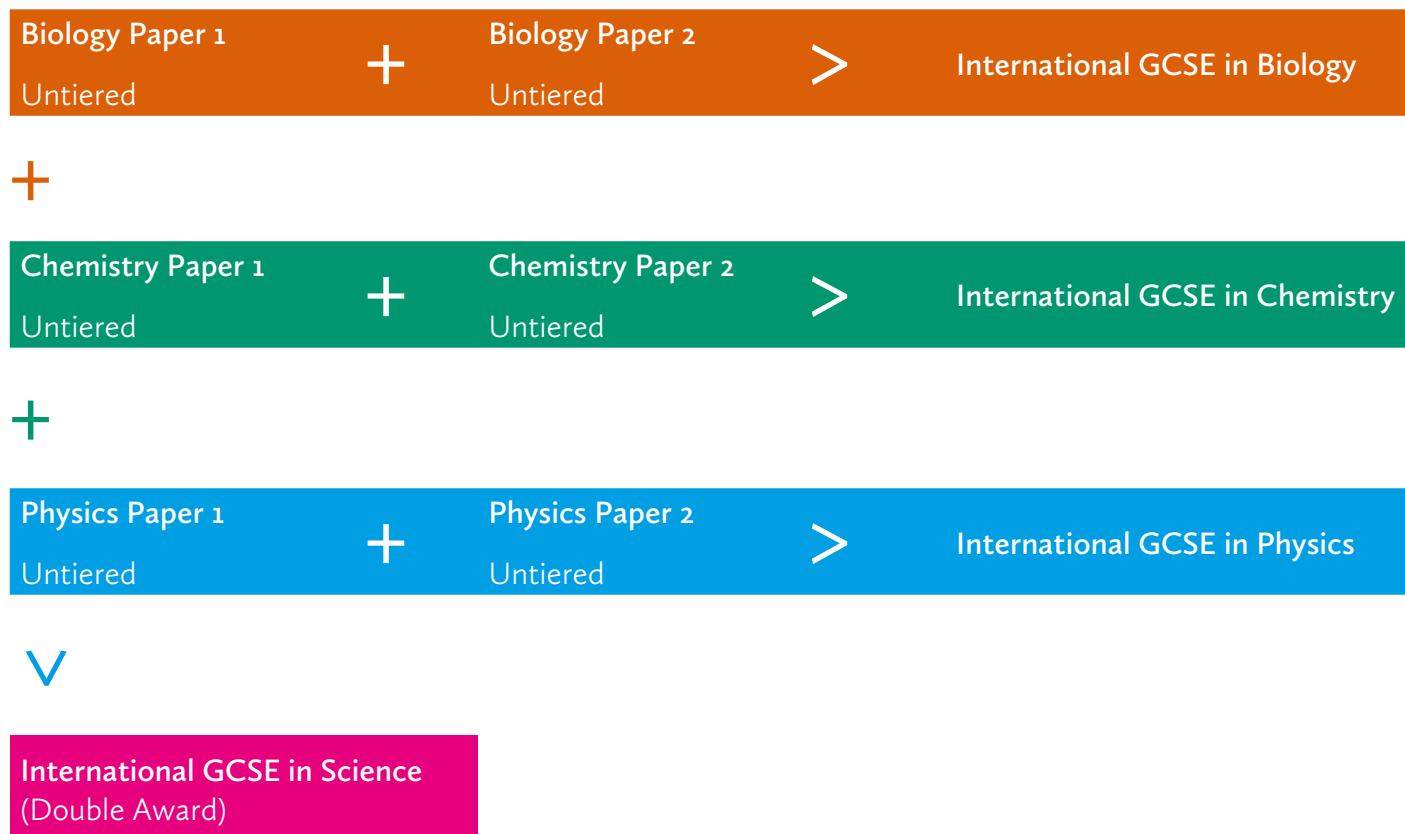 Biology Paper 1
Untiered
+
Biology Paper 2
Untiered
>
International GCSE in Biology
+
Chemistry Paper 1
Untiered
+
Chemistry Paper 2
Untiered
>
International GCSE in Chemistry
+
Physics Paper 1
Untiered
+
Physics Paper 2
Untiered
>
International GCSE in Physics
>
International GCSE in Science
(Double Award)